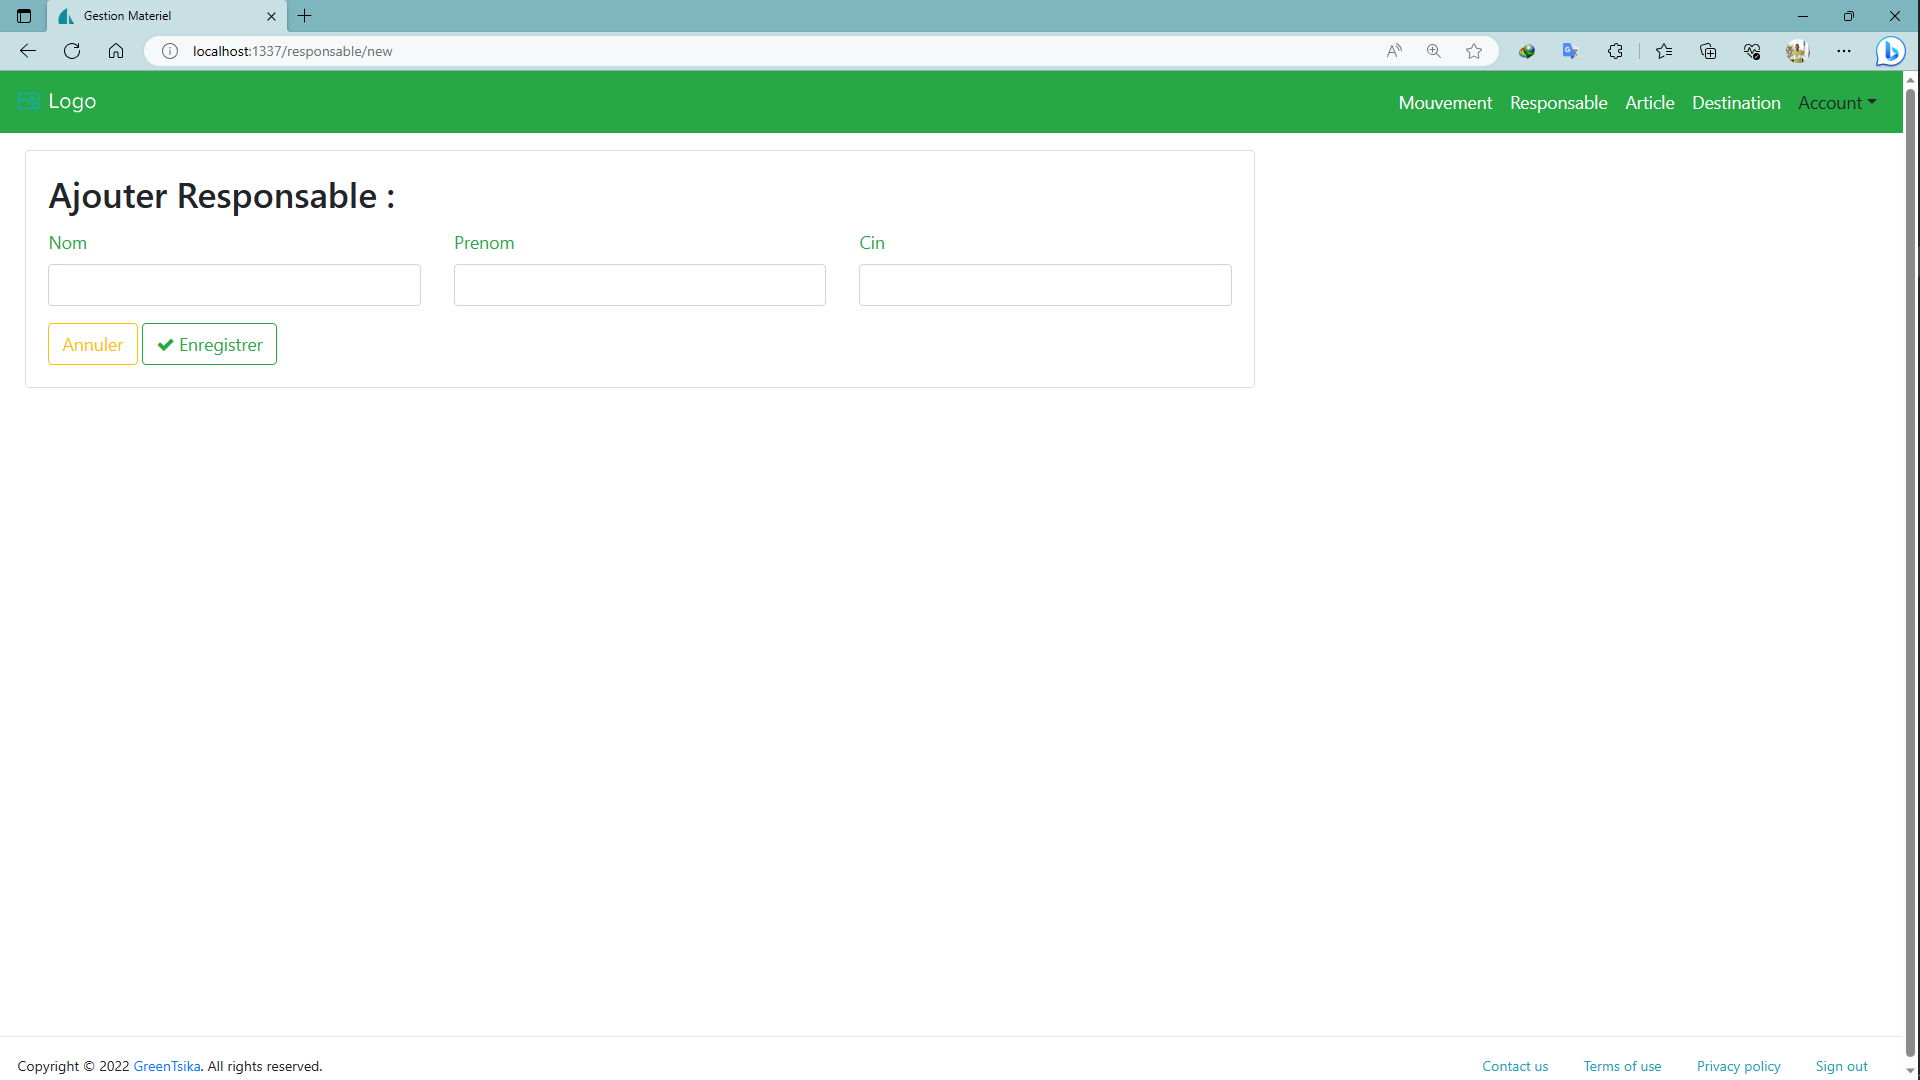 Gestion Materiel
localhost:1337/responsable/new
Logo
Mouvement Responsable Article Destination Account
Ajouter Responsable :
Nom Prenom Cin
Annuler Enregistrer
Copyright © 2022 GreenTsika. All rights reserved. Contact us Terms of use Privacy policy Sign out